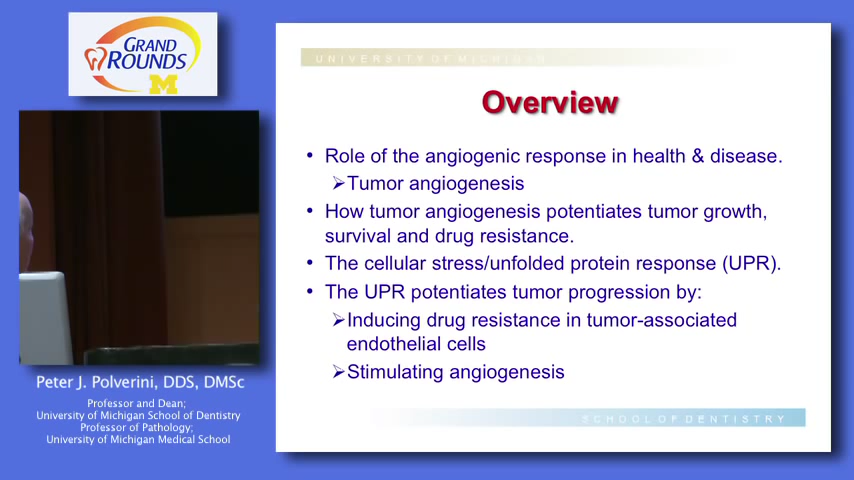 GRAND
ROUNDS
M
UNIVERSITY OF MICHIGAN
Overview
• Role of the angiogenic response in health & disease.
➢Tumor angiogenesis
• How tumor angiogenesis potentiates tumor growth,
survival and drug resistance.
• The cellular stress/unfolded protein response (UPR).
• The UPR potentiates tumor progression by:
➢Inducing drug resistance in tumor-associated
endothelial cells
➢Stimulating angiogenesis
SCHOOL OF DENTISTRY
Peter J. Polverini, DDS, DMSc
Professor and Dean;
University of Michigan School of Dentistry
Professor of Pathology;
University of Michigan Medical School